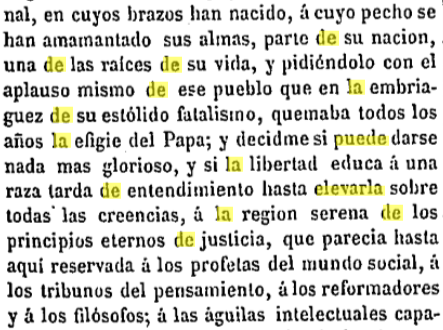 nal, en cuyos brazos han nacido, á cuyo pecho se
han amamantado sus almas, parte de su nacion,
una de las raíces de su vida, y pidiéndolo con el
aplauso mismo de ese pueblo que en la embria-
guez de su estólido fatalismo, quemaba todos los
años la efigie del Papa; y decidme si puede darse
nada mas glorioso, y si la libertad educa á una
raza tarda de entendimiento hasta elevarla sobre
todas las creencias, á la region serena de los
principios eternos de justicia, que parecia hasta
aquí reservada á los profetas del mundo social, á
los tribunos del pensamiento, á los reformadores
y á los filósofos; á las águilas intelectuales capa-